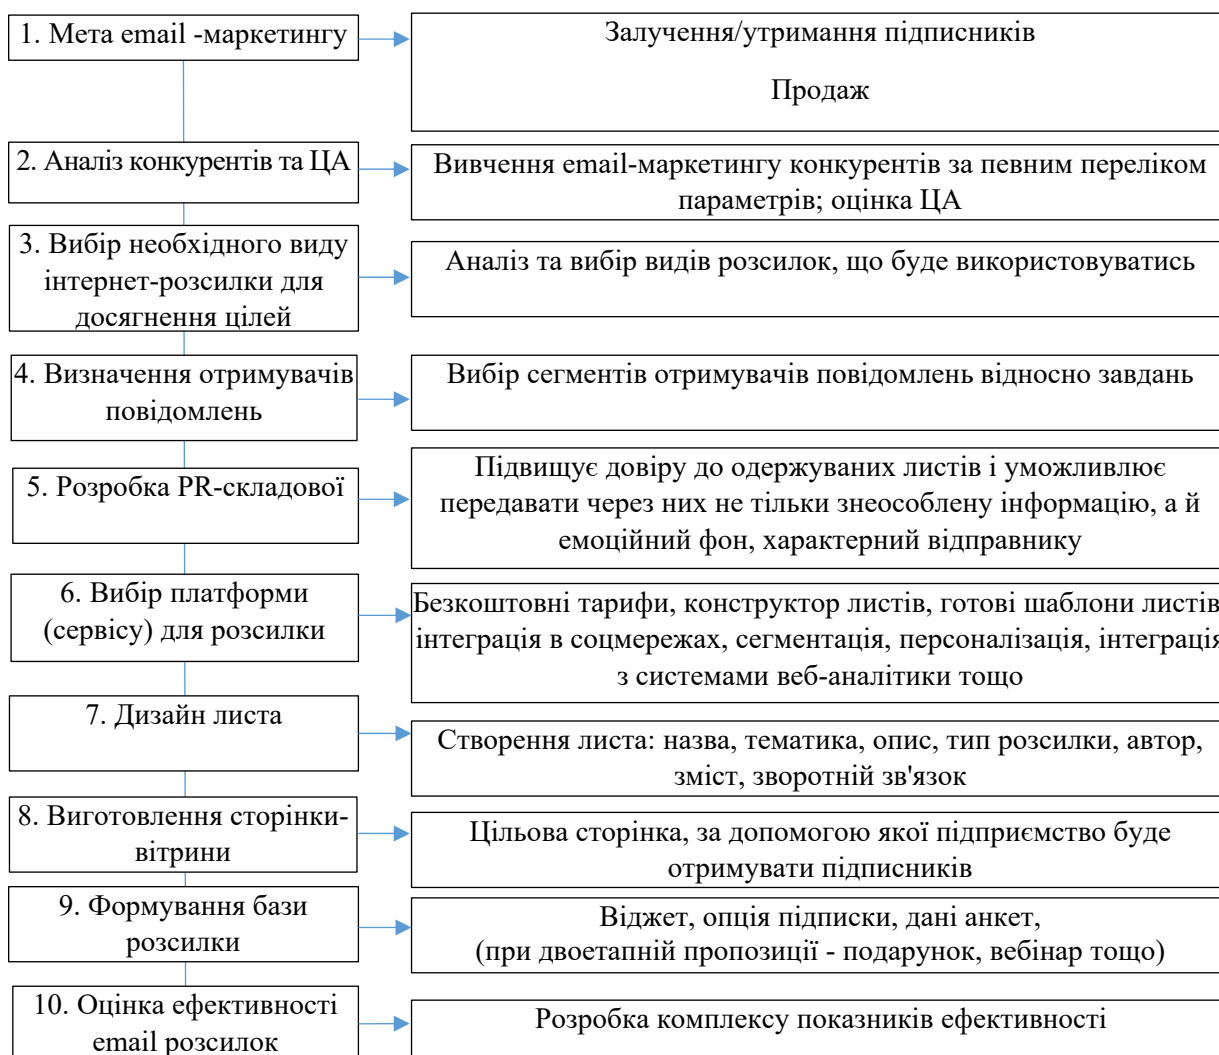 1. Мета email -маркетингу
Залучення/утримання підписників
Продаж
2. Аналіз конкурентів та ЦА
Вивчення email-маркетингу конкурентів за певним переліком
параметрів; оцінка ЦА
3. Вибір необхідного виду
інтернет-розсилки для
досягнення цілей
Аналіз та вибір видів розсилок, що буде використовуватись
4. Визначення отримувачів
повідомлень
Вибір сегментів отримувачів повідомлень відносно завдань
5. Розробка PR-складової
Підвищує довіру до одержуваних листів і уможливлює
передавати через них не тільки знеособлену інформацію, а й
емоційний фон, характерний відправнику
6. Вибір платформи
(сервісу) для розсилки
Безкоштовні тарифи, конструктор листів, готові шаблони листів
інтеграція в соцмережах, сегментація, персоналізація, інтеграція
з системами веб-аналітики тощо
7. Дизайн листа
Створення листа: назва, тематика, опис, тип розсилки, автор,
зміст, зворотній зв'язок
8. Виготовлення сторінки-
вітрини
Цільова сторінка, за допомогою якої підприємство буде
отримувати підписників
9. Формування бази
розсилки
Віджет, опція підписки, дані анкет,
(при двоетапній пропозиції - подарунок, вебінар тощо)
10. Оцінка ефективності
email розсилок
Розробка комплексу показників ефективності